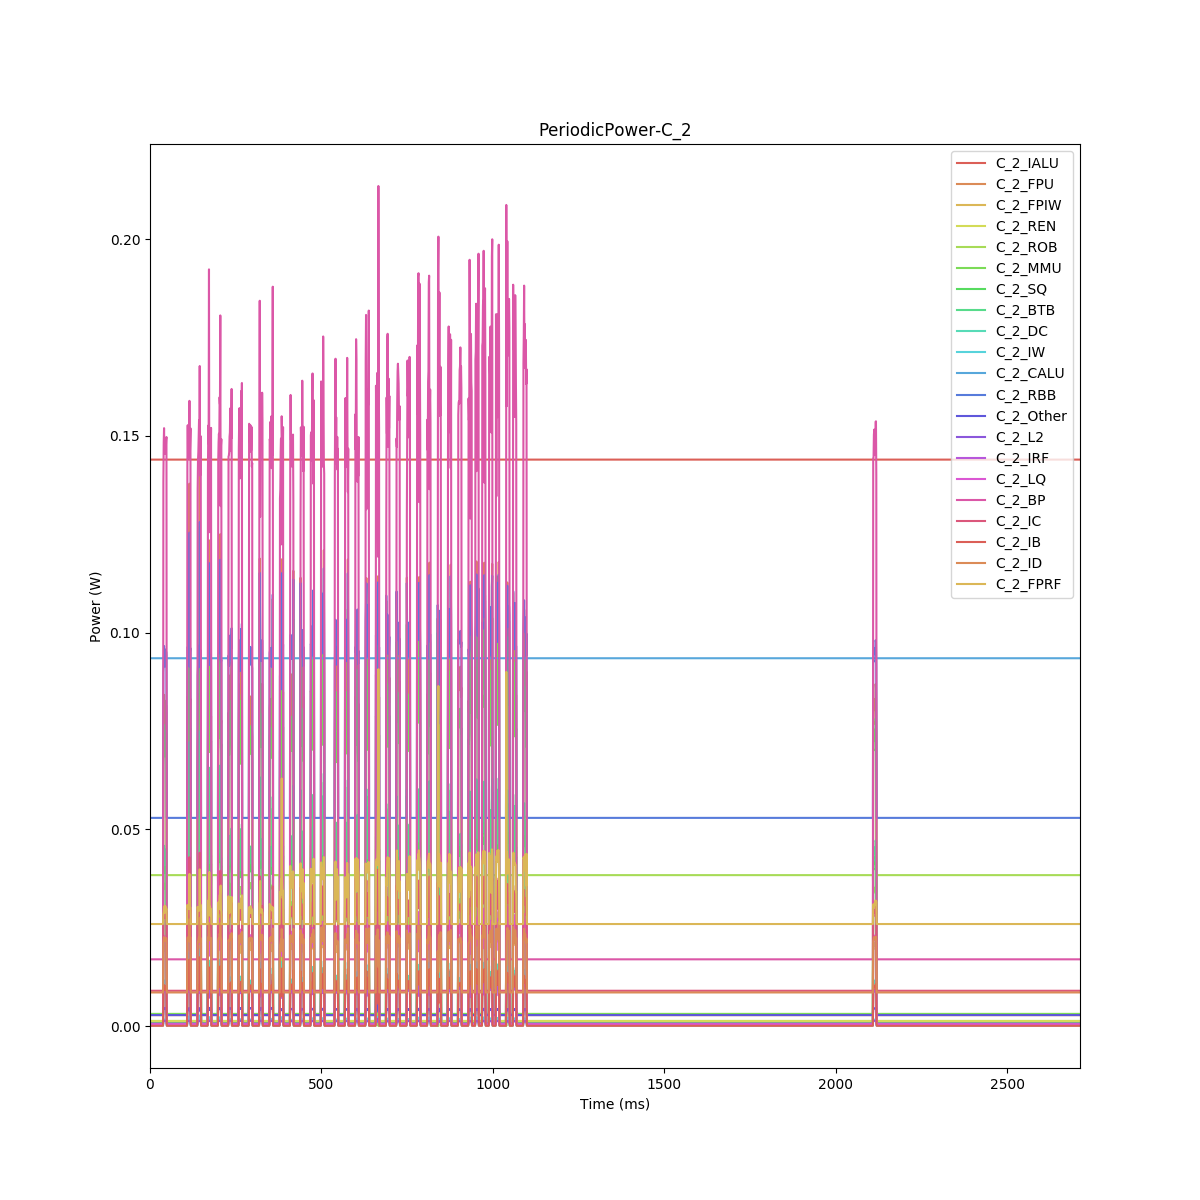 PeriodicPower-C_2
C_2_IALU
C_2_FPU
C_2_FPIW
C_2_REN
C_2_ROB
C_2_MMU
C_2_SQ
C_2_BTB
C_2_DC
C_2_IW
C_2_CALU
C_2_RBB
C_2_Other
C_2_L2
C_2_IRF
C_2_LQ
C_2_BP
C_2_IC
C_2_IB
C_2_ID
C_2_FPRF
Power (W)
0.20
0.15
0.10
0.05
0.00
0 500 1000 1500 2000 2500
Time (ms)